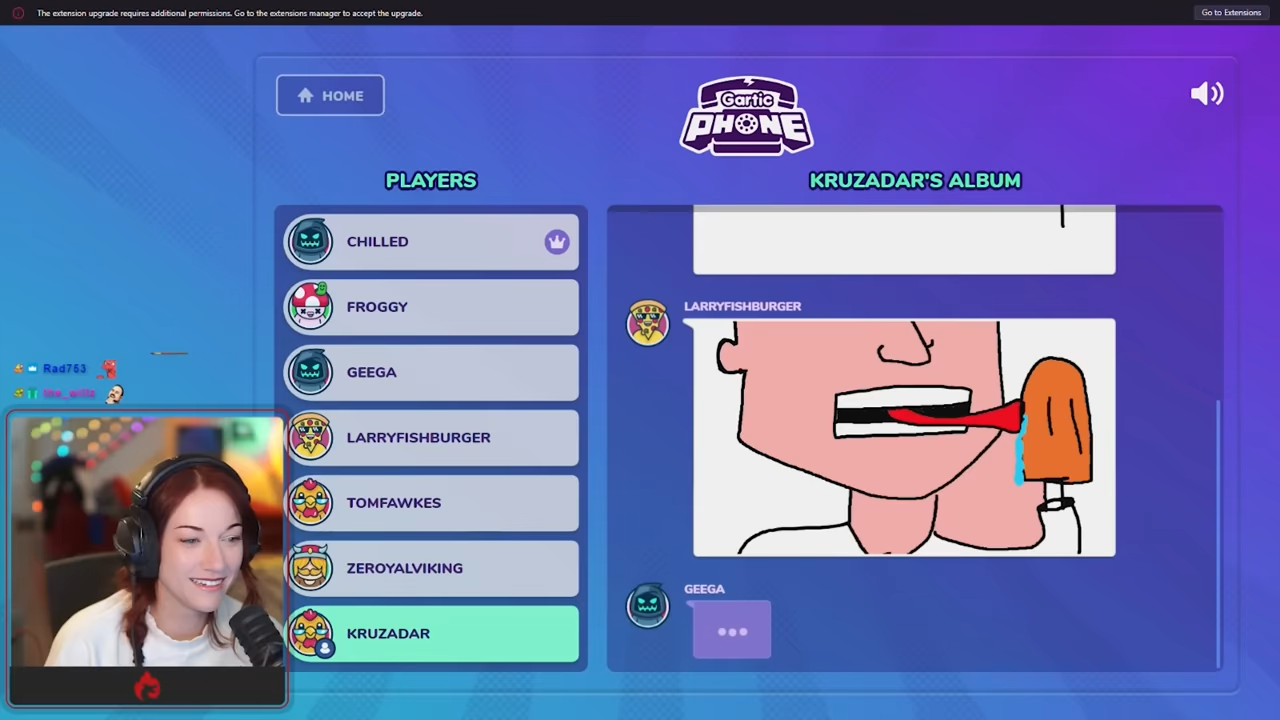 The extension upgrade requires additional permissions. Go to the extensions manager to accept the upgrade.
Go to Extensions
HOME
Gartic
PHONE
PLAYERS
KRUZADAR'S ALBUM
CHILLED
FROGGY
GEEGA
LARRYFISHBURGER
TOMFAWKES
ZEROYALVIKING
KRUZADAR
LARRYFISHBURGER
GEEGA
Rad753